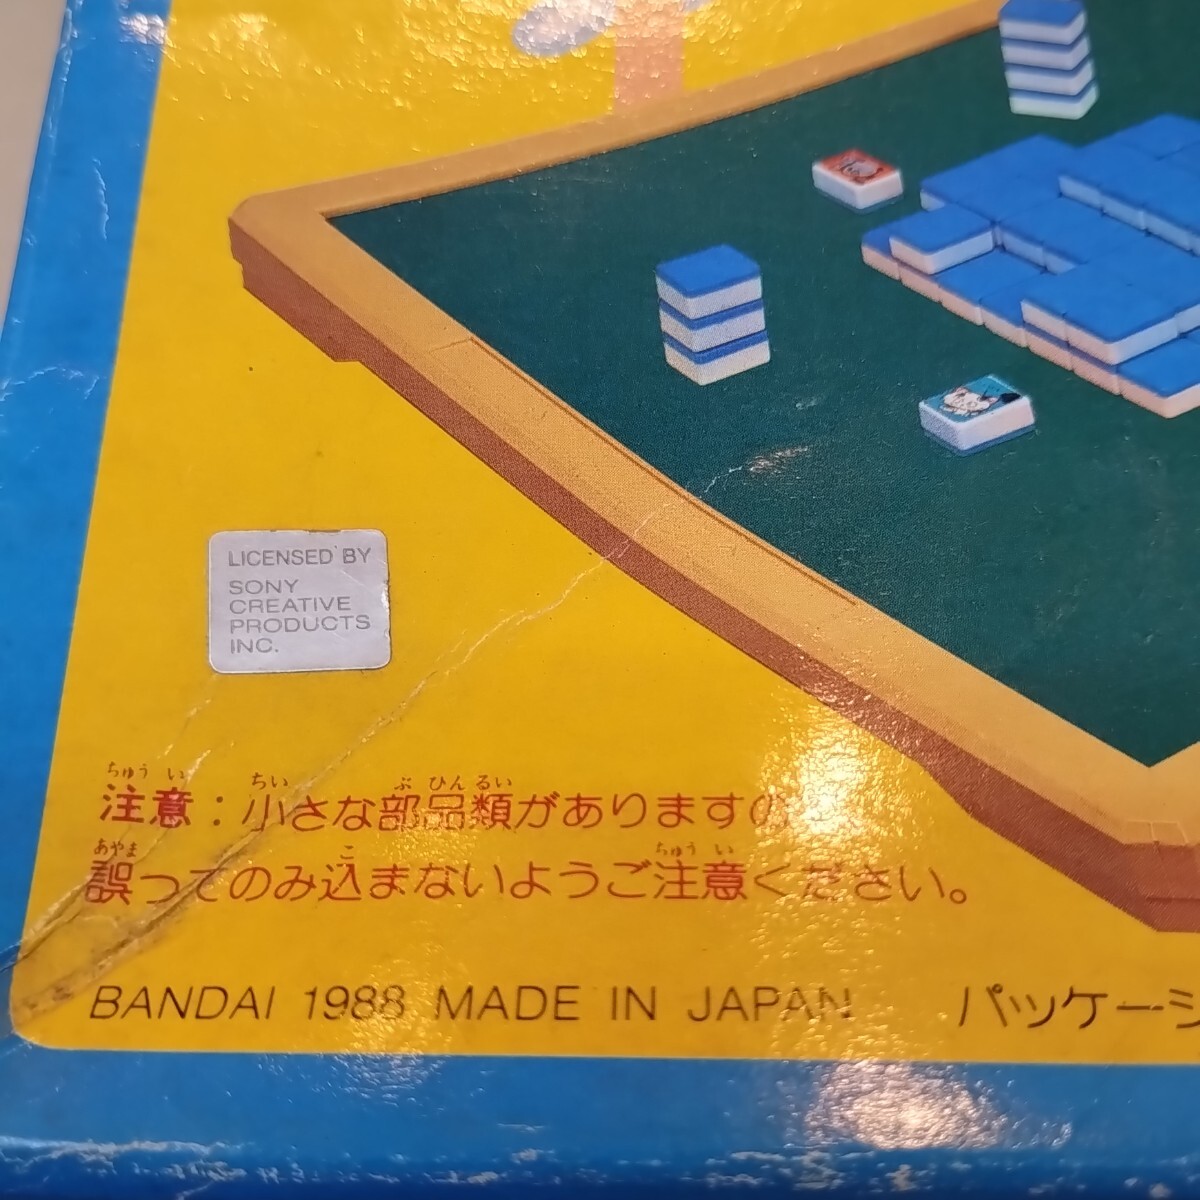 LICENSED BY
SONY
CREATIVE
PRODUCTS
INC.
ちゅう い ちい ぶ ひん るい
注意：小さな部品類がありますので
あやま こ ちゅう い
誤ってのみ込まないようご注意ください。
BANDAI 1988 MADE IN JAPAN パッケージ